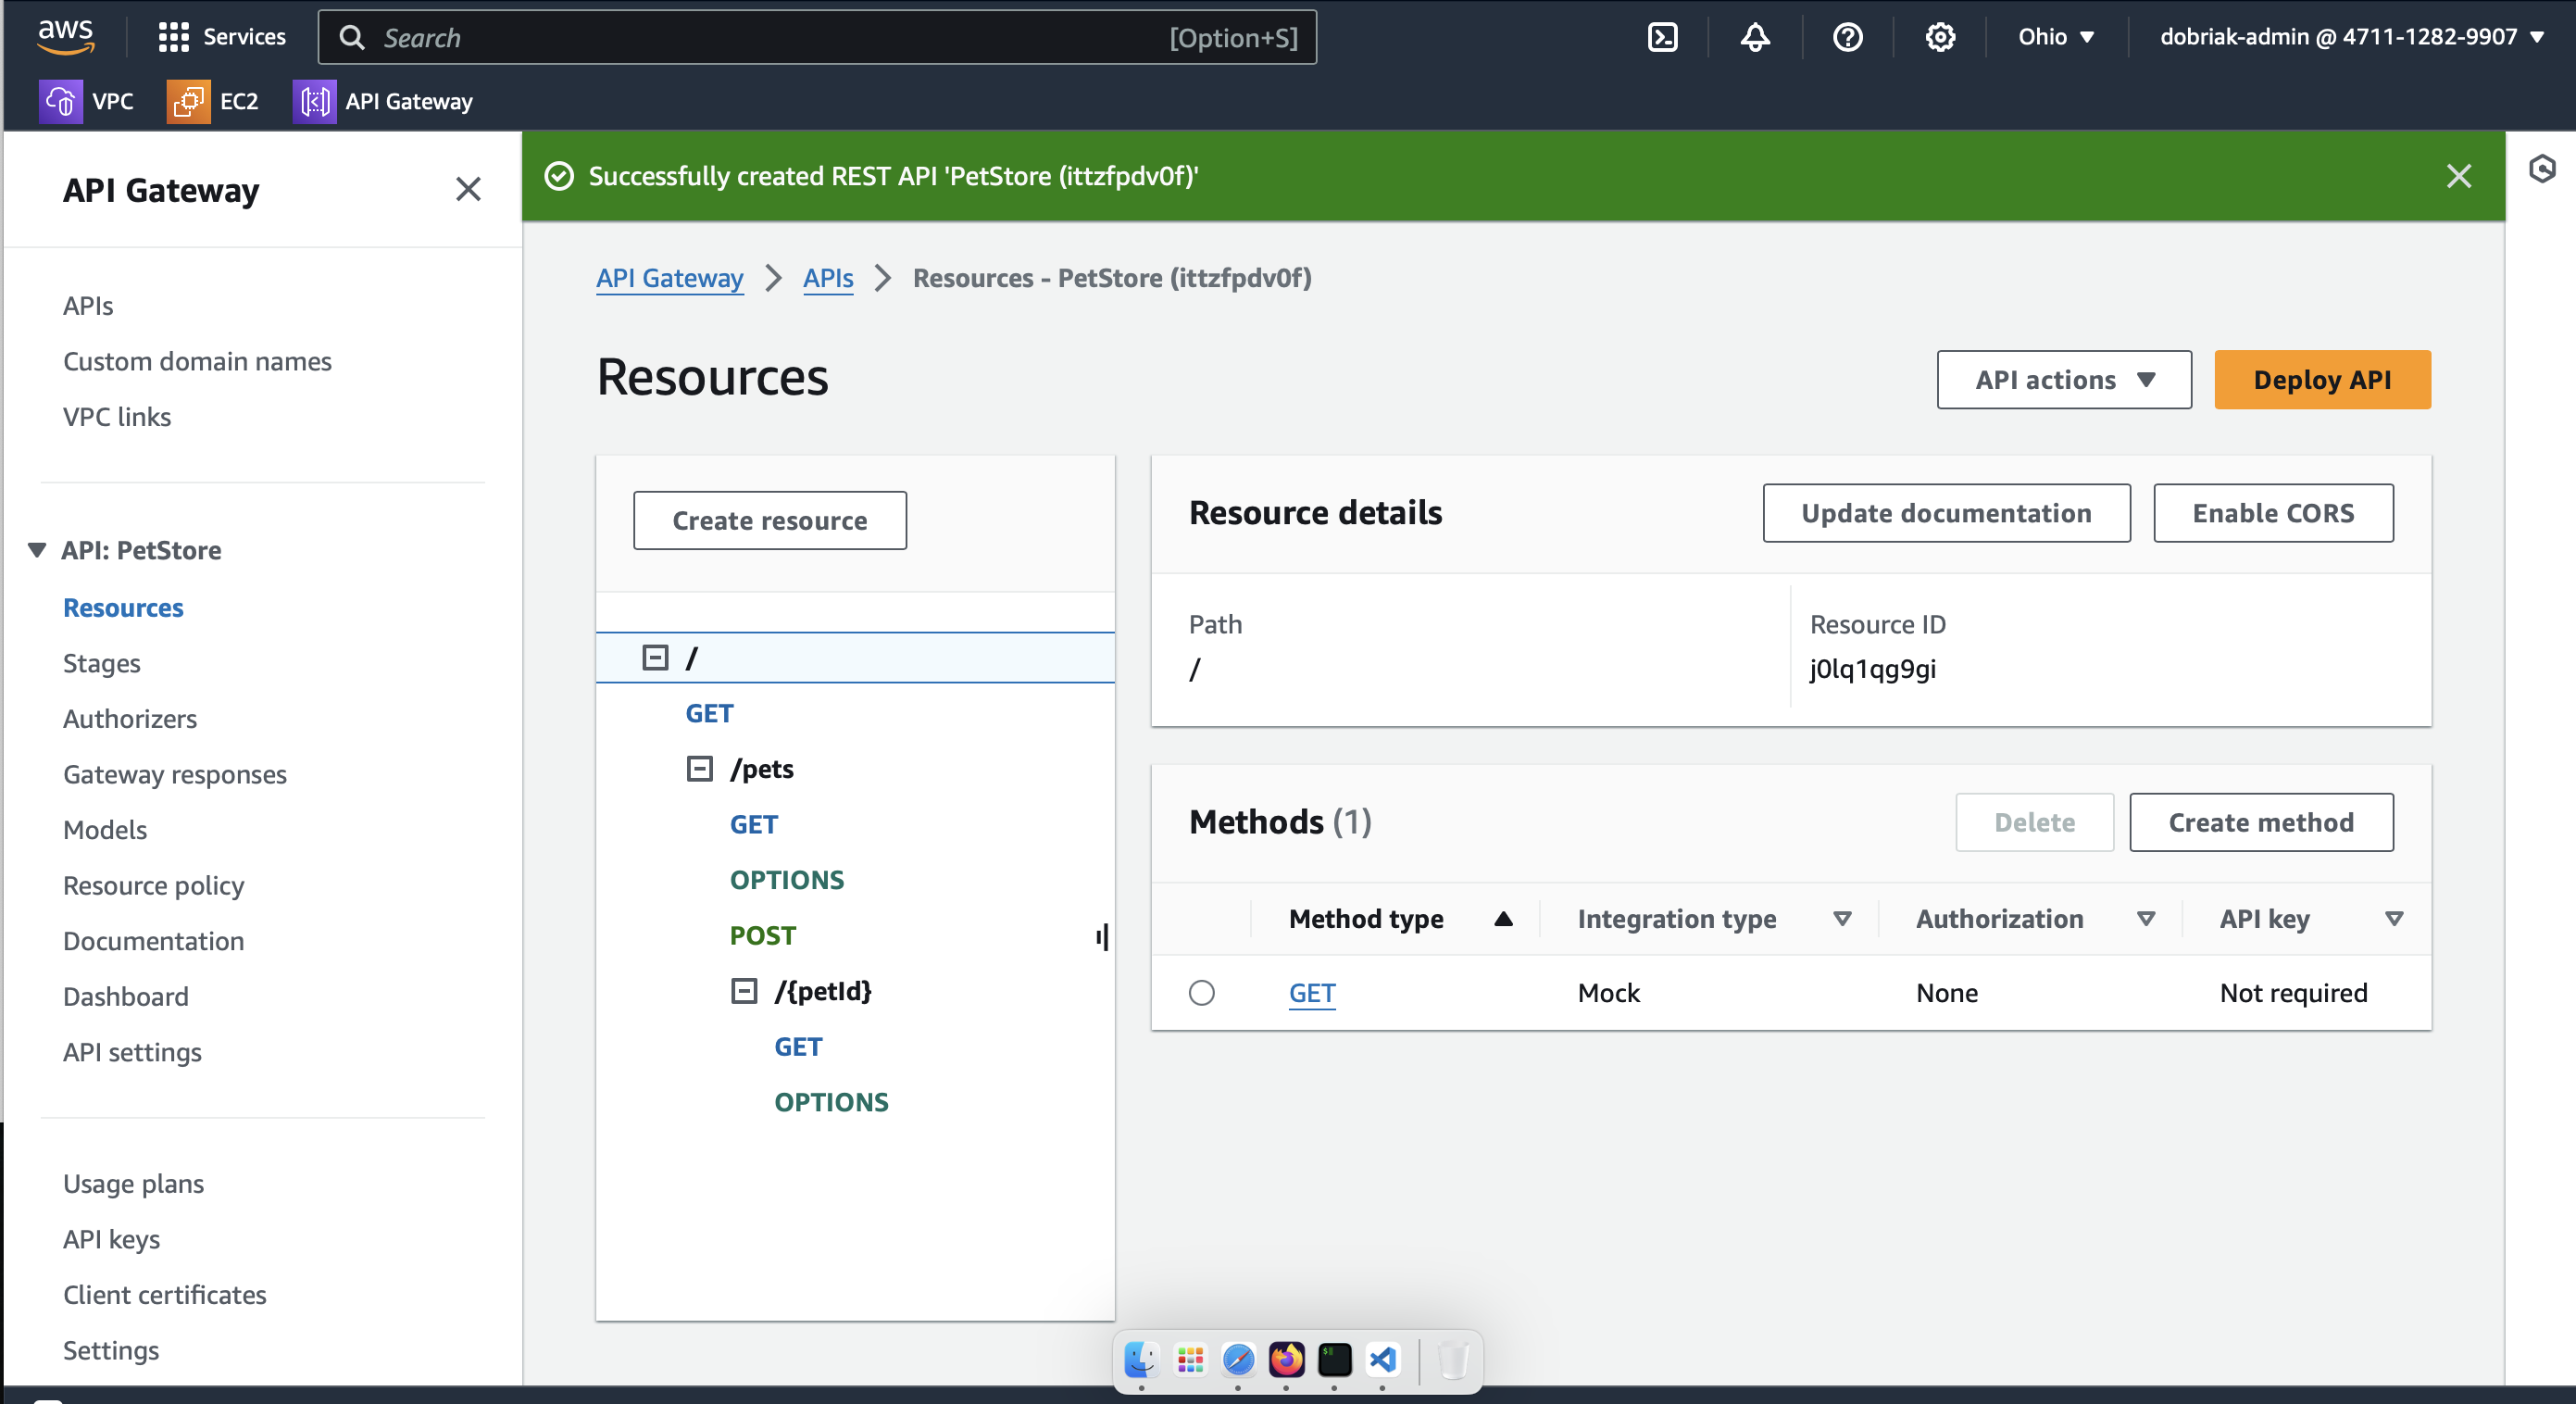 aws
Services
Search
[Option+S]
Ohio
dobriak-admin @ 4711-1282-9907
VPC
EC2
API Gateway
API Gateway
Successfully created REST API 'PetStore (ittzfpdv0f)'
API Gateway
APIs
Resources - PetStore (ittzfpdv0f)
APIs
Custom domain names
VPC links
API: PetStore
Resources
Stages
Authorizers
Gateway responses
Models
Resource policy
Documentation
Dashboard
API settings
Usage plans
API keys
Client certificates
Settings
Resources
API actions
Deploy API
Create resource
/
GET
/pets
GET
OPTIONS
POST
/{petId}
GET
OPTIONS
Resource details
Update documentation
Enable CORS
Path
/
Resource ID
j0lq1qg9gi
Methods (1)
Delete
Create method
Method type
Integration type
Authorization
API key
GET
Mock
None
Not required